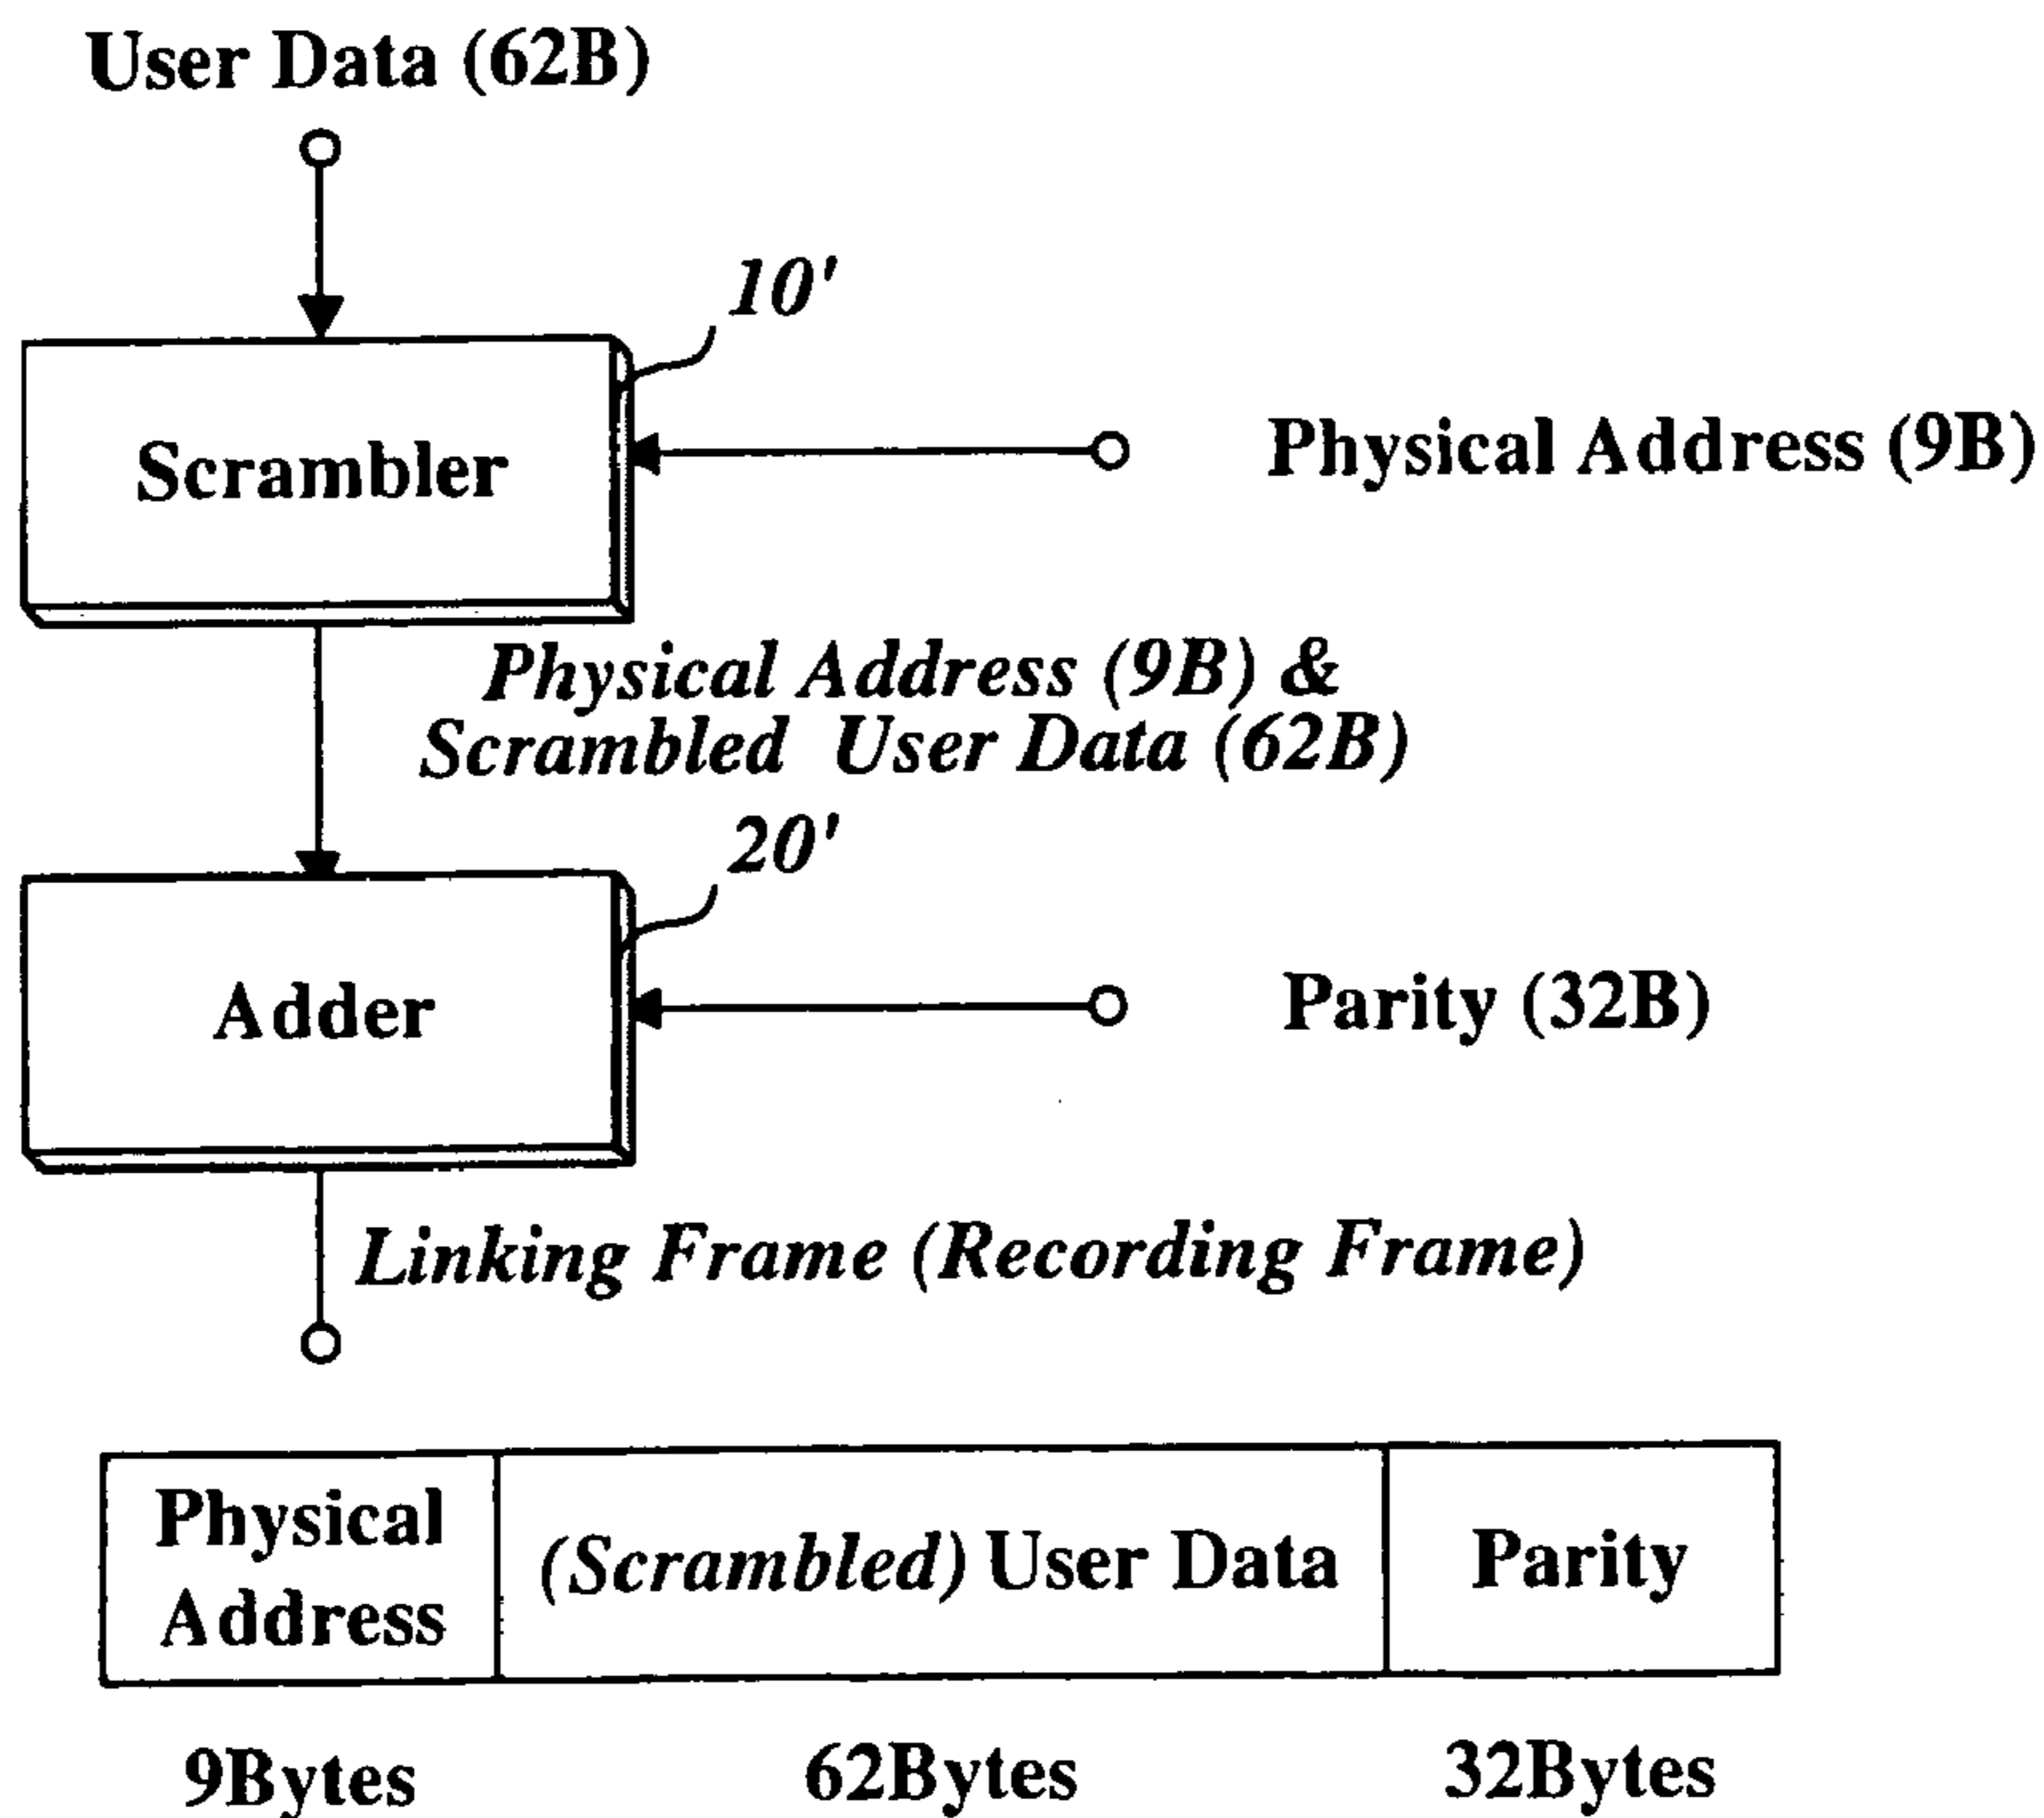 User Data (62B)
10'
Scrambler
Physical Address (9B)
Physical Address (9B) &
Scrambled User Data (62B)
20'
Adder
Parity (32B)
Linking Frame (Recording Frame)
Physical
Address
(Scrambled) User Data
Parity
9Bytes
62Bytes
32Bytes